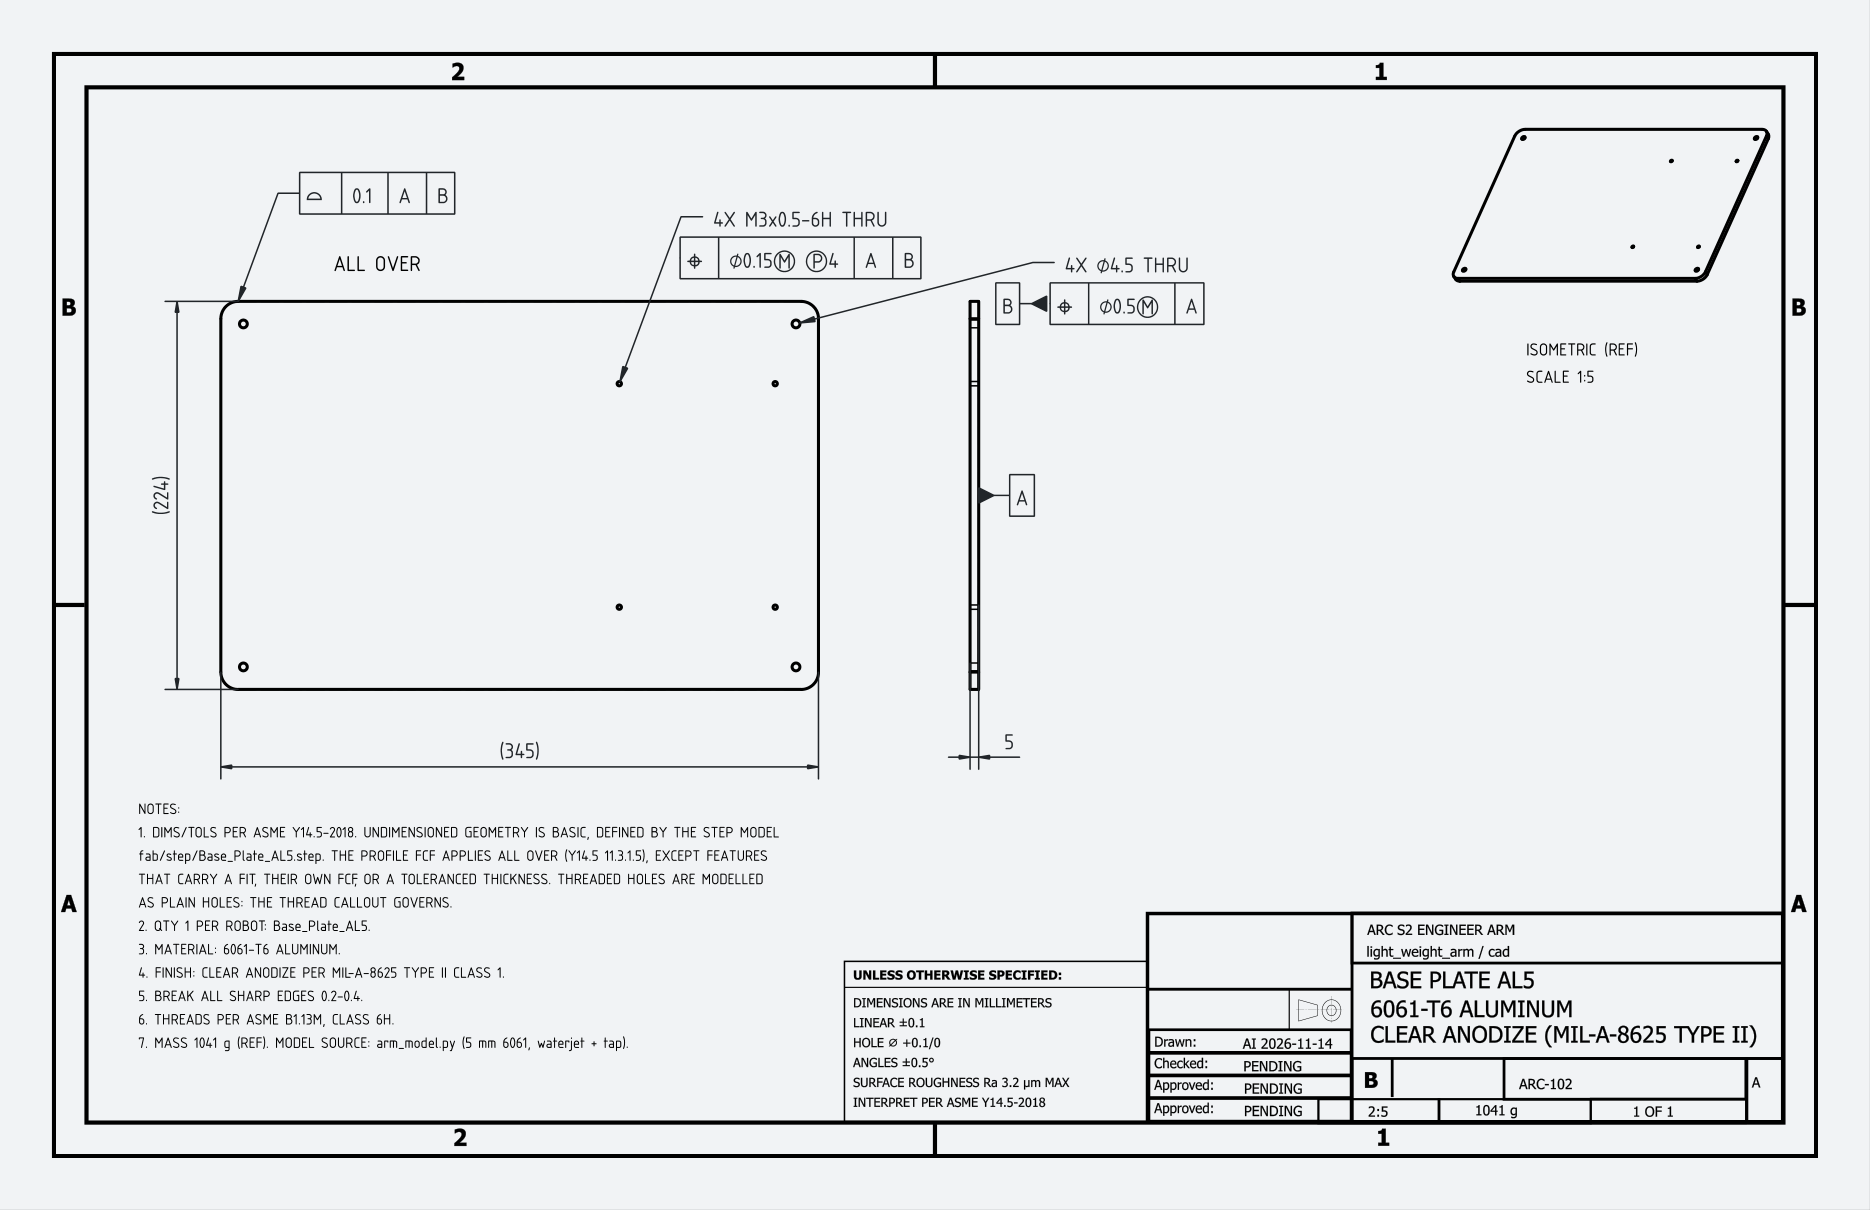 2
1
B
B
A
A
2
1
⌓ 0.1 A B
ALL OVER
4X M3x0.5-6H THRU
⌖ Ø0.15Ⓜ Ⓟ4 A B
4X Ø4.5 THRU
B ⌖ Ø0.5Ⓜ A
A
(224)
(345)
5
ISOMETRIC (REF)
SCALE 1:5
NOTES:
1. DIMS/TOLS PER ASME Y14.5-2018. UNDIMENSIONED GEOMETRY IS BASIC, DEFINED BY THE STEP MODEL
fab/step/Base_Plate_AL5.step. THE PROFILE FCF APPLIES ALL OVER (Y14.5 11.3.1.5), EXCEPT FEATURES
THAT CARRY A FIT, THEIR OWN FCF, OR A TOLERANCED THICKNESS. THREADED HOLES ARE MODELLED
AS PLAIN HOLES: THE THREAD CALLOUT GOVERNS.
2. QTY 1 PER ROBOT: Base_Plate_AL5.
3. MATERIAL: 6061-T6 ALUMINUM.
4. FINISH: CLEAR ANODIZE PER MIL-A-8625 TYPE II CLASS 1.
5. BREAK ALL SHARP EDGES 0.2-0.4.
6. THREADS PER ASME B1.13M, CLASS 6H.
7. MASS 1041 g (REF). MODEL SOURCE: arm_model.py (5 mm 6061, waterjet + tap).
UNLESS OTHERWISE SPECIFIED:
DIMENSIONS ARE IN MILLIMETERS
LINEAR ±0.1
HOLE ⌀ +0.1/0
ANGLES ±0.5°
SURFACE ROUGHNESS Ra 3.2 µm MAX
INTERPRET PER ASME Y14.5-2018
Drawn: AI 2026-11-14
Checked: PENDING
Approved: PENDING
Approved: PENDING
ARC S2 ENGINEER ARM
light_weight_arm / cad
BASE PLATE AL5
6061-T6 ALUMINUM
CLEAR ANODIZE (MIL-A-8625 TYPE II)
B ARC-102 A
2:5 1041 g 1 OF 1